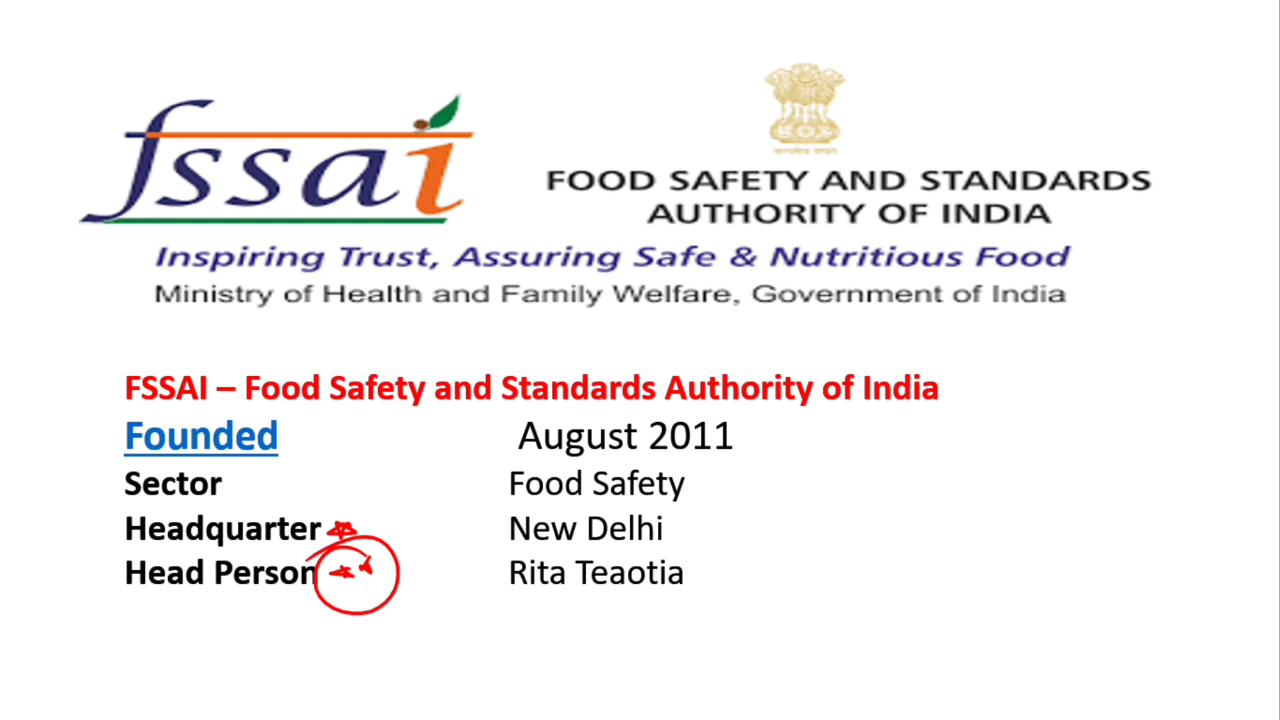 fssai
FOOD SAFETY AND STANDARDS
AUTHORITY OF INDIA
Inspiring Trust, Assuring Safe & Nutritious Food
Ministry of Health and Family Welfare, Government of India
FSSAI – Food Safety and Standards Authority of India
Founded August 2011
Sector Food Safety
Headquarter New Delhi
Head Person Rita Teaotia